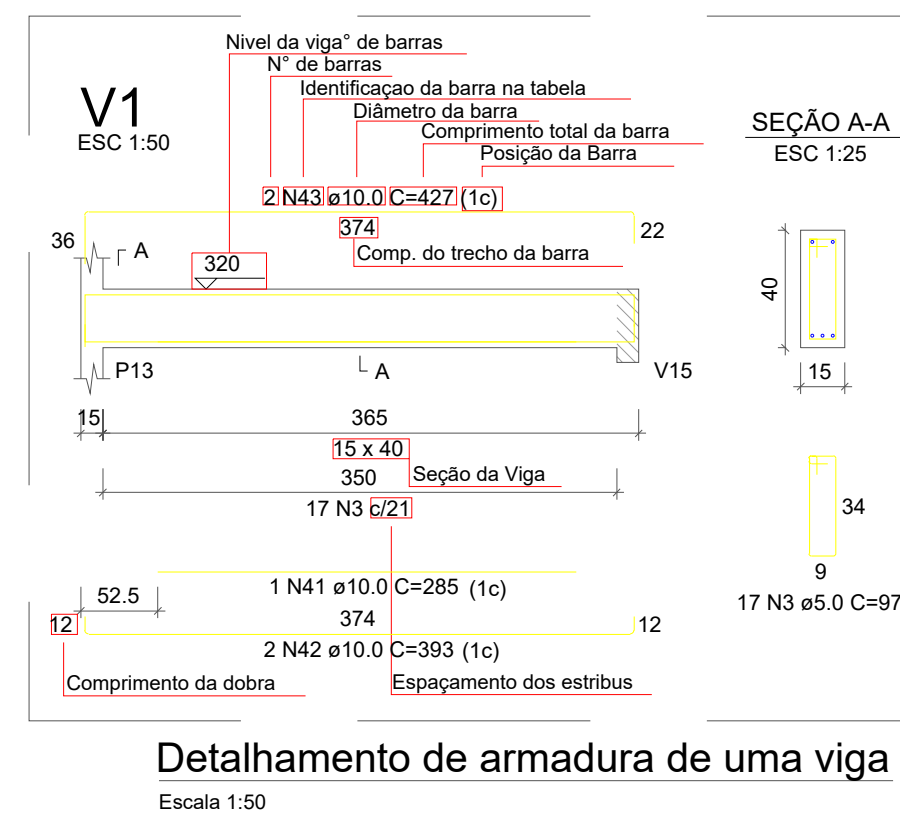 Nivel da viga° de barras
N° de barras
Identificaçao da barra na tabela
Diâmetro da barra
Comprimento total da barra
Posição da Barra
V1
ESC 1:50
SEÇÃO A-A
ESC 1:25
2 N43 ø10.0 C=427 (1c)
36
374
22
A
Comp. do trecho da barra
320
40
P13
A
V15
15
15
365
15 x 40
350
Seção da Viga
17 N3 c/21
34
1 N41 ø10.0 C=285 (1c)
9
52.5
17 N3 ø5.0 C=97
12
374
12
2 N42 ø10.0 C=393 (1c)
Comprimento da dobra
Espaçamento dos estribus
Detalhamento de armadura de uma viga
Escala 1:50